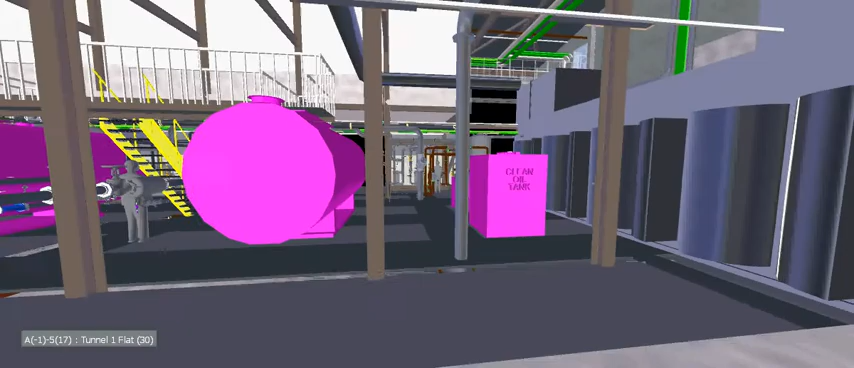 CLEAN
OIL
TANK
A(-1)-5(17) : Tunnel 1 Flat (30)